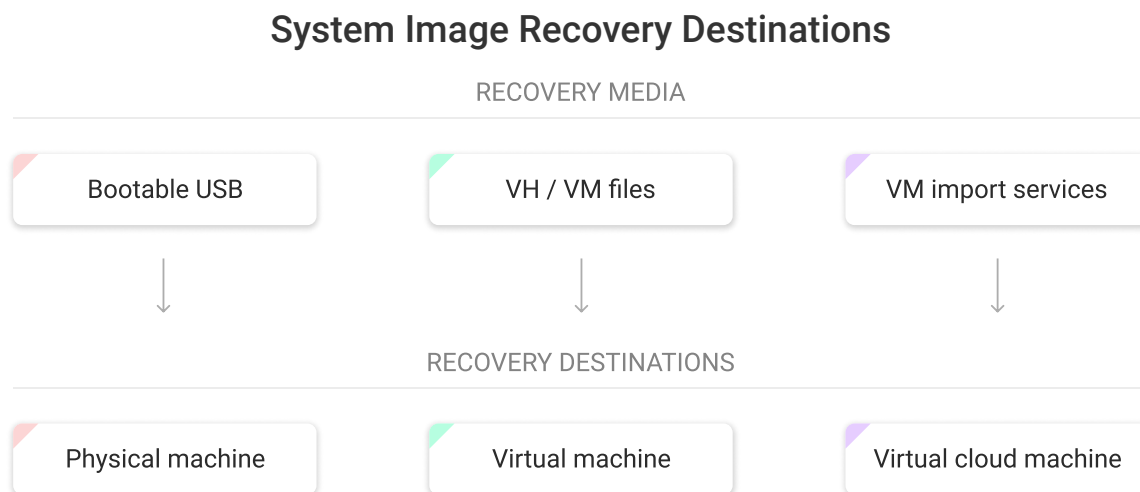 System Image Recovery Destinations
RECOVERY MEDIA
Bootable USB
VH / VM files
VM import services
RECOVERY DESTINATIONS
Physical machine
Virtual machine
Virtual cloud machine